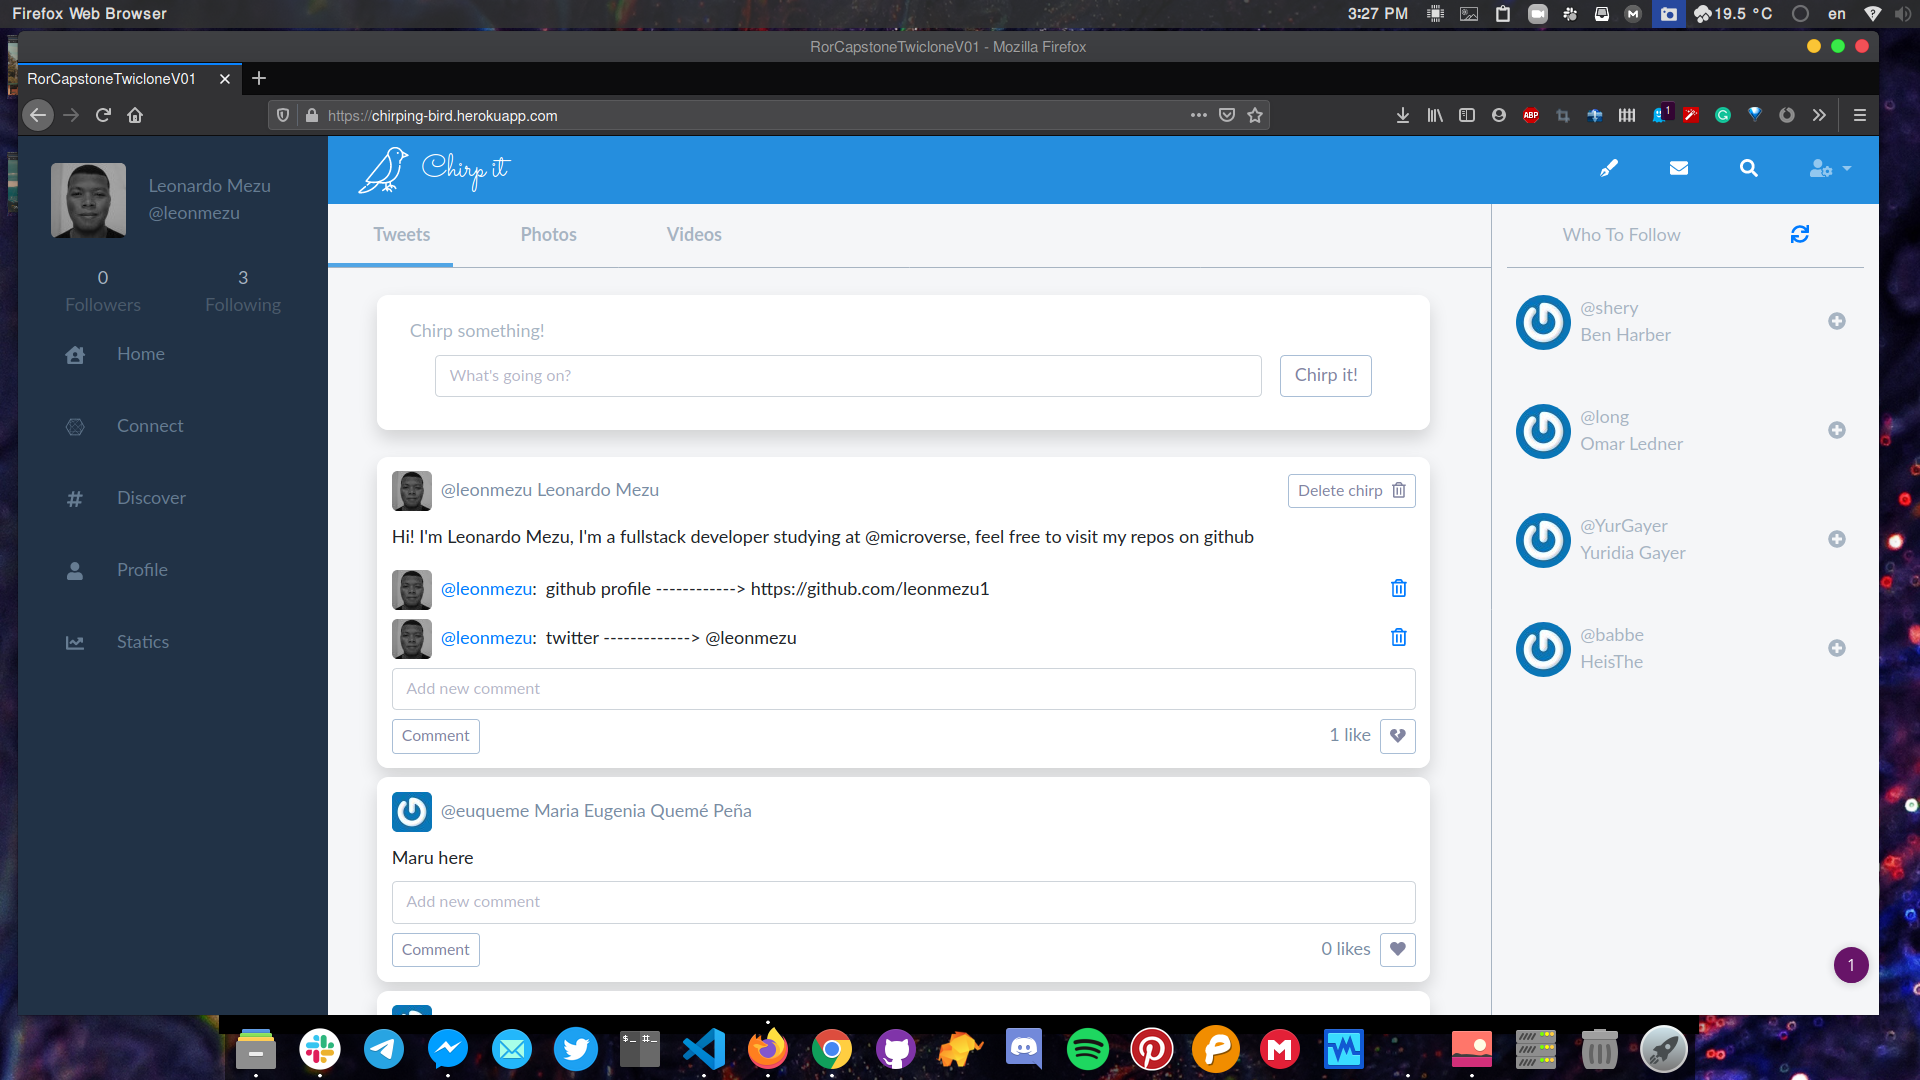 Firefox Web Browser
3:27 PM
19.5 °C
en
RorCapstoneTwicloneV01 - Mozilla Firefox
RorCapstoneTwicloneV01
https://chirping-bird.herokuapp.com
ABP
1
Leonardo Mezu
@leonmezu
0
Followers
3
Following
Home
Connect
Discover
Profile
Statics
Chirp it
Tweets
Photos
Videos
Chirp something!
What's going on?
Chirp it!
@leonmezu Leonardo Mezu
Delete chirp
Hi! I'm Leonardo Mezu, I'm a fullstack developer studying at @microverse, feel free to visit my repos on github
@leonmezu: github profile ------------> https://github.com/leonmezu1
@leonmezu: twitter -------------> @leonmezu
Add new comment
Comment
1 like
@euqueme Maria Eugenia Quemé Peña
Maru here
Add new comment
Comment
0 likes
Who To Follow
@shery
Ben Harber
@long
Omar Ledner
@YurGayer
Yuridia Gayer
@babbe
HeisThe
1